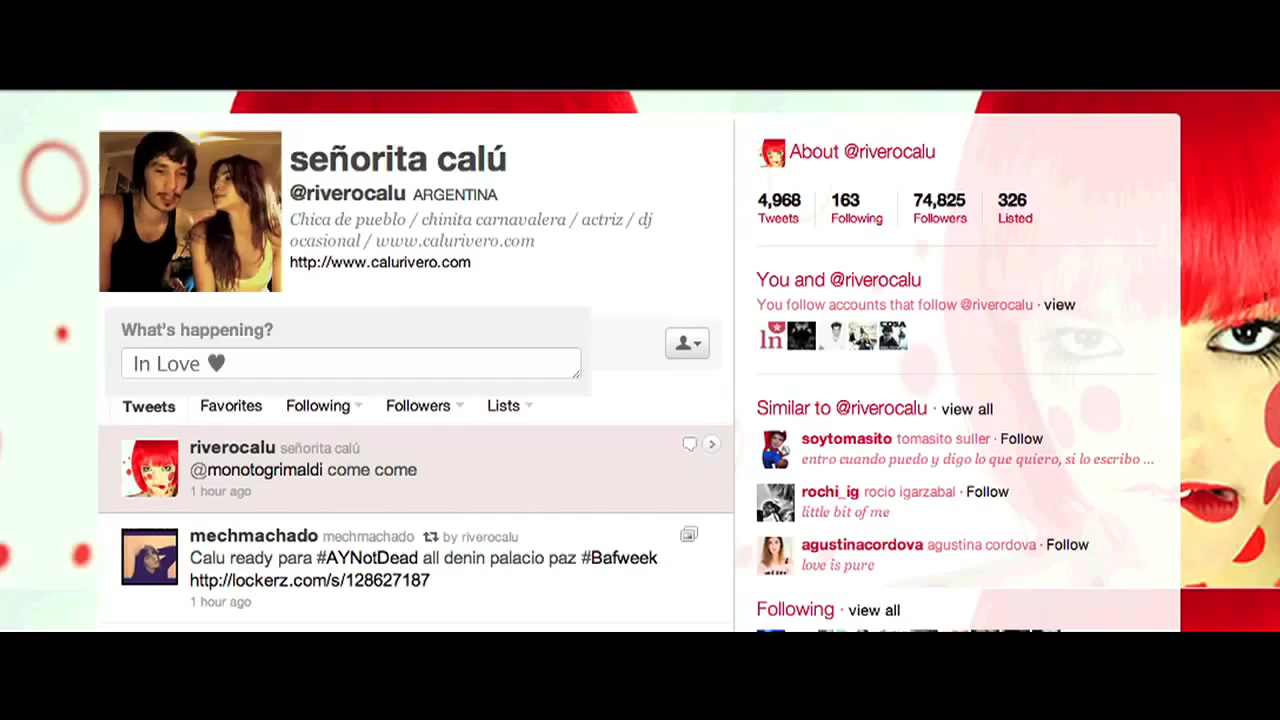 señorita calú
@riverocalu ARGENTINA
Chica de pueblo / chinita carnavalera / actriz / dj
ocasional / www.calurivero.com
http://www.calurivero.com
What's happening?
In Love ♥
Tweets Favorites Following Followers Lists
riverocalu señorita calú
@monotogrimaldi come come
1 hour ago
mechmachado mechmachado by riverocalu
Calu ready para #AYNotDead all denin palacio paz #Bafweek
http://lockerz.com/s/128627187
1 hour ago
About @riverocalu
4,968 163 74,825 326
Tweets Following Followers Listed
You and @riverocalu
You follow accounts that follow @riverocalu · view
In
COSA
Similar to @riverocalu · view all
soytomasito tomasito suller · Follow
entro cuando puedo y digo lo que quiero, si lo escribo ...
rochi_ig rocio igarzabal · Follow
little bit of me
agustinacordova agustina cordova · Follow
love is pure
Following · view all